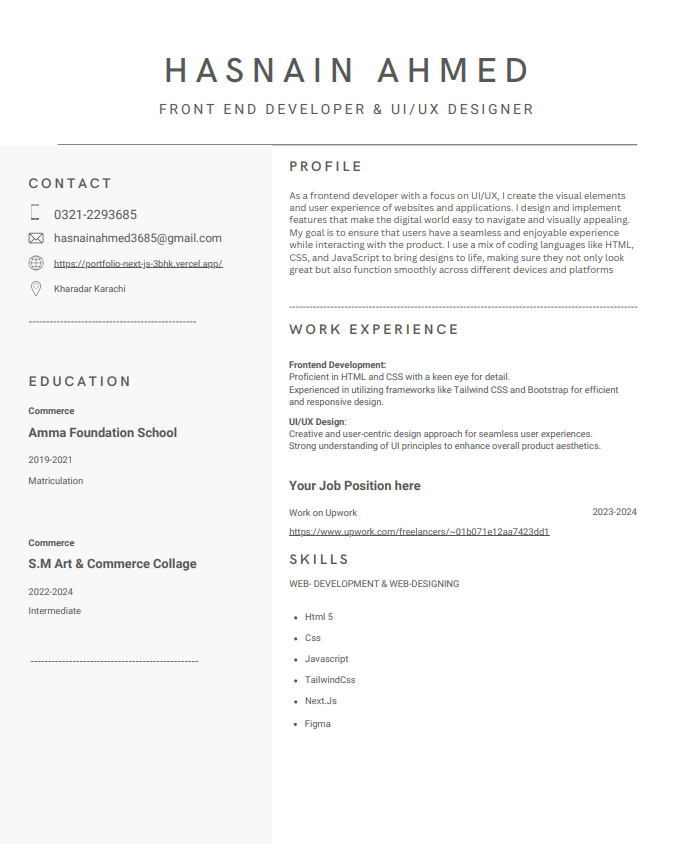 HASNAIN AHMED
FRONT END DEVELOPER & UI/UX DESIGNER
CONTACT
0321-2293685
hasnainahmed3685@gmail.com
https://portfolio-next-js-3bhk.vercel.app/
Kharadar Karachi
------------------------------------------------
EDUCATION
Commerce
Amma Foundation School
2019-2021
Matriculation
Commerce
S.M Art & Commerce Collage
2022-2024
Intermediate
------------------------------------------------
PROFILE
As a frontend developer with a focus on UI/UX, I create the visual elements
and user experience of websites and applications. I design and implement
features that make the digital world easy to navigate and visually appealing.
My goal is to ensure that users have a seamless and enjoyable experience
while interacting with the product. I use a mix of coding languages like HTML,
CSS, and JavaScript to bring designs to life, making sure they not only look
great but also function smoothly across different devices and platforms
----------------------------------------------------------------------------------------------------
WORK EXPERIENCE
Frontend Development:
Proficient in HTML and CSS with a keen eye for detail.
Experienced in utilizing frameworks like Tailwind CSS and Bootstrap for efficient
and responsive design.
UI/UX Design:
Creative and user-centric design approach for seamless user experiences.
Strong understanding of UI principles to enhance overall product aesthetics.
Your Job Position here
Work on Upwork 2023-2024
https://www.upwork.com/freelancers/~01b071e12aa7423dd1
SKILLS
WEB- DEVELOPMENT & WEB-DESIGNING
• Html 5
• Css
• Javascript
• TailwindCss
• Next.Js
• Figma